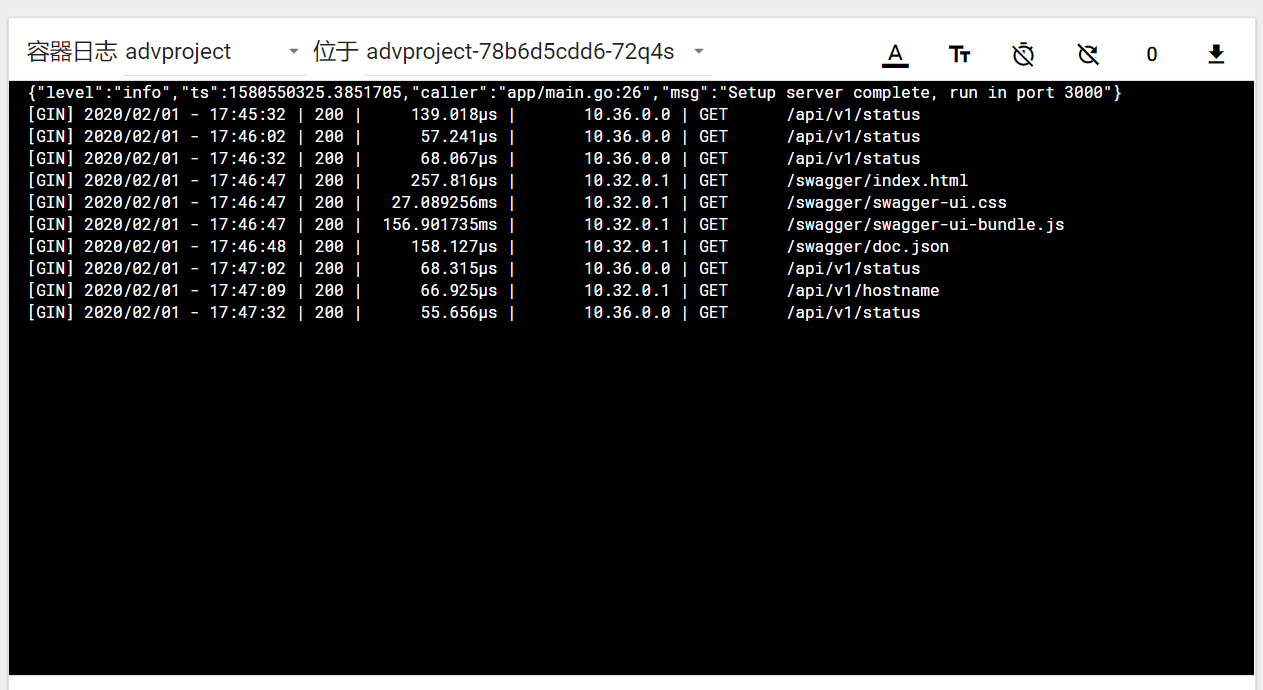 容器日志 advproject 位于 advproject-78b6d5cdd6-72q4s A Tт 0
{"level":"info","ts":1580550325.3851705,"caller":"app/main.go:26","msg":"Setup server complete, run in port 3000"}
[GIN] 2020/02/01 - 17:45:32 | 200 | 139.018µs | 10.36.0.0 | GET /api/v1/status
[GIN] 2020/02/01 - 17:46:02 | 200 | 57.241µs | 10.36.0.0 | GET /api/v1/status
[GIN] 2020/02/01 - 17:46:32 | 200 | 68.067µs | 10.36.0.0 | GET /api/v1/status
[GIN] 2020/02/01 - 17:46:47 | 200 | 257.816µs | 10.32.0.1 | GET /swagger/index.html
[GIN] 2020/02/01 - 17:46:47 | 200 | 27.089256ms | 10.32.0.1 | GET /swagger/swagger-ui.css
[GIN] 2020/02/01 - 17:46:47 | 200 | 156.901735ms | 10.32.0.1 | GET /swagger/swagger-ui-bundle.js
[GIN] 2020/02/01 - 17:46:48 | 200 | 158.127µs | 10.32.0.1 | GET /swagger/doc.json
[GIN] 2020/02/01 - 17:47:02 | 200 | 68.315µs | 10.36.0.0 | GET /api/v1/status
[GIN] 2020/02/01 - 17:47:09 | 200 | 66.925µs | 10.32.0.1 | GET /api/v1/hostname
[GIN] 2020/02/01 - 17:47:32 | 200 | 55.656µs | 10.36.0.0 | GET /api/v1/status